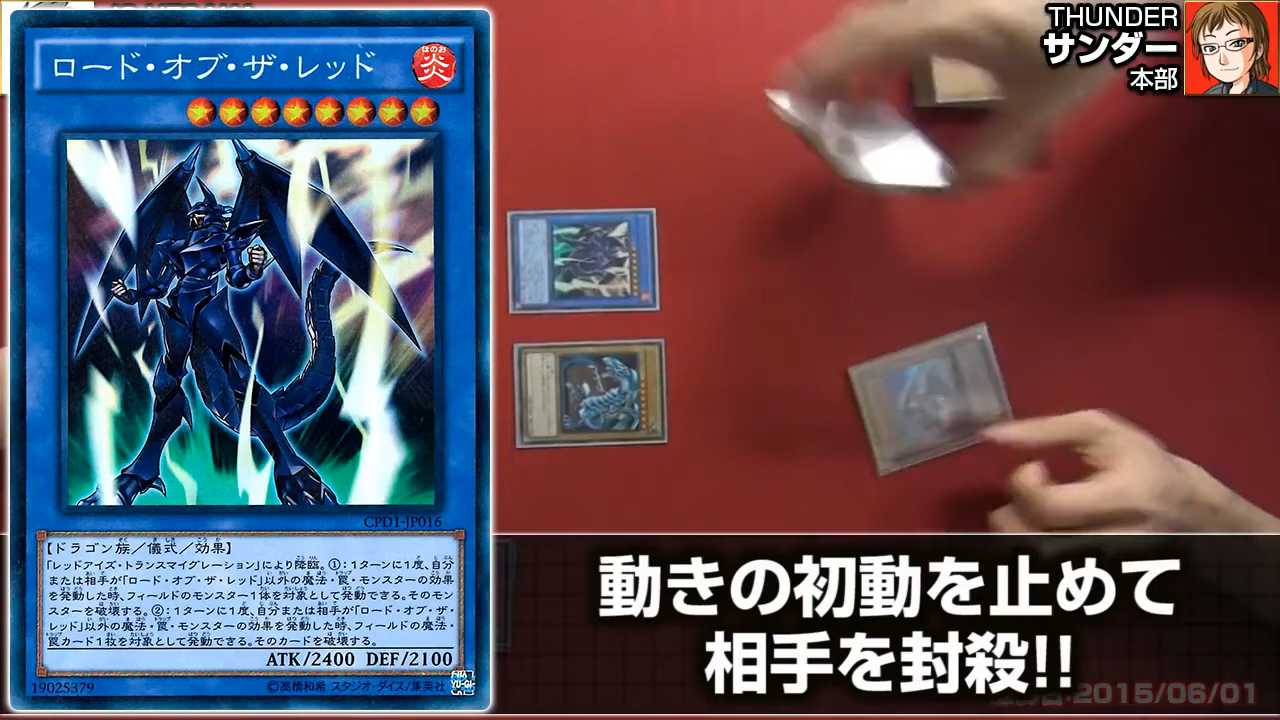 ロード・オブ・ザ・レッド
炎
ほのお
CPD1-JP016
【ドラゴン族／儀式／効果】
「レッドアイズ・トランスマイグレーション」により降臨。①：1ターンに1度、自分
または相手が「ロード・オブ・ザ・レッド」以外の魔法・罠・モンスターの効果
を発動した時、フィールドのモンスター1体を対象として発動できる。そのモン
スターを破壊する。②：1ターンに1度、自分または相手が「ロード・オブ・ザ・
レッド」以外の魔法・罠・モンスターの効果を発動した時、フィールドの魔法・
罠カード1枚を対象として発動できる。そのカードを破壊する。
ATK/2400 DEF/2100
19025379
©高橋和希 スタジオ・ダイス/集英社
THUNDER
サンダー
本部
動きの初動を止めて
相手を封殺!!
2015/06/01